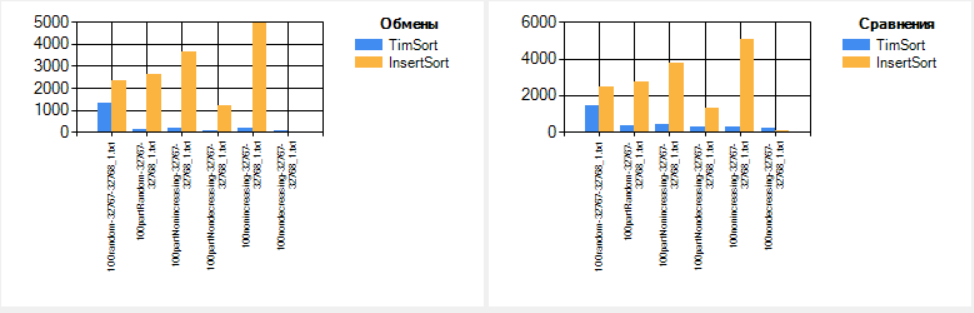 5000
4000
3000
2000
1000
0
100random-32767-32768_1.txt
100partRandom-32767-
32768_1.txt
100partNonincreasing-32767-
32768_1.txt
100partNondecreasing-32767-
32768_1.txt
100nonincreasing-32767-
32768_1.txt
100nondecreasing-32767-
32768_1.txt
Обмены
TimSort
InsertSort
6000
4000
2000
0
100random-32767-32768_1.txt
100partRandom-32767-
32768_1.txt
100partNonincreasing-32767-
32768_1.txt
100partNondecreasing-32767-
32768_1.txt
100nonincreasing-32767-
32768_1.txt
100nondecreasing-32767-
32768_1.txt
Сравнения
TimSort
InsertSort